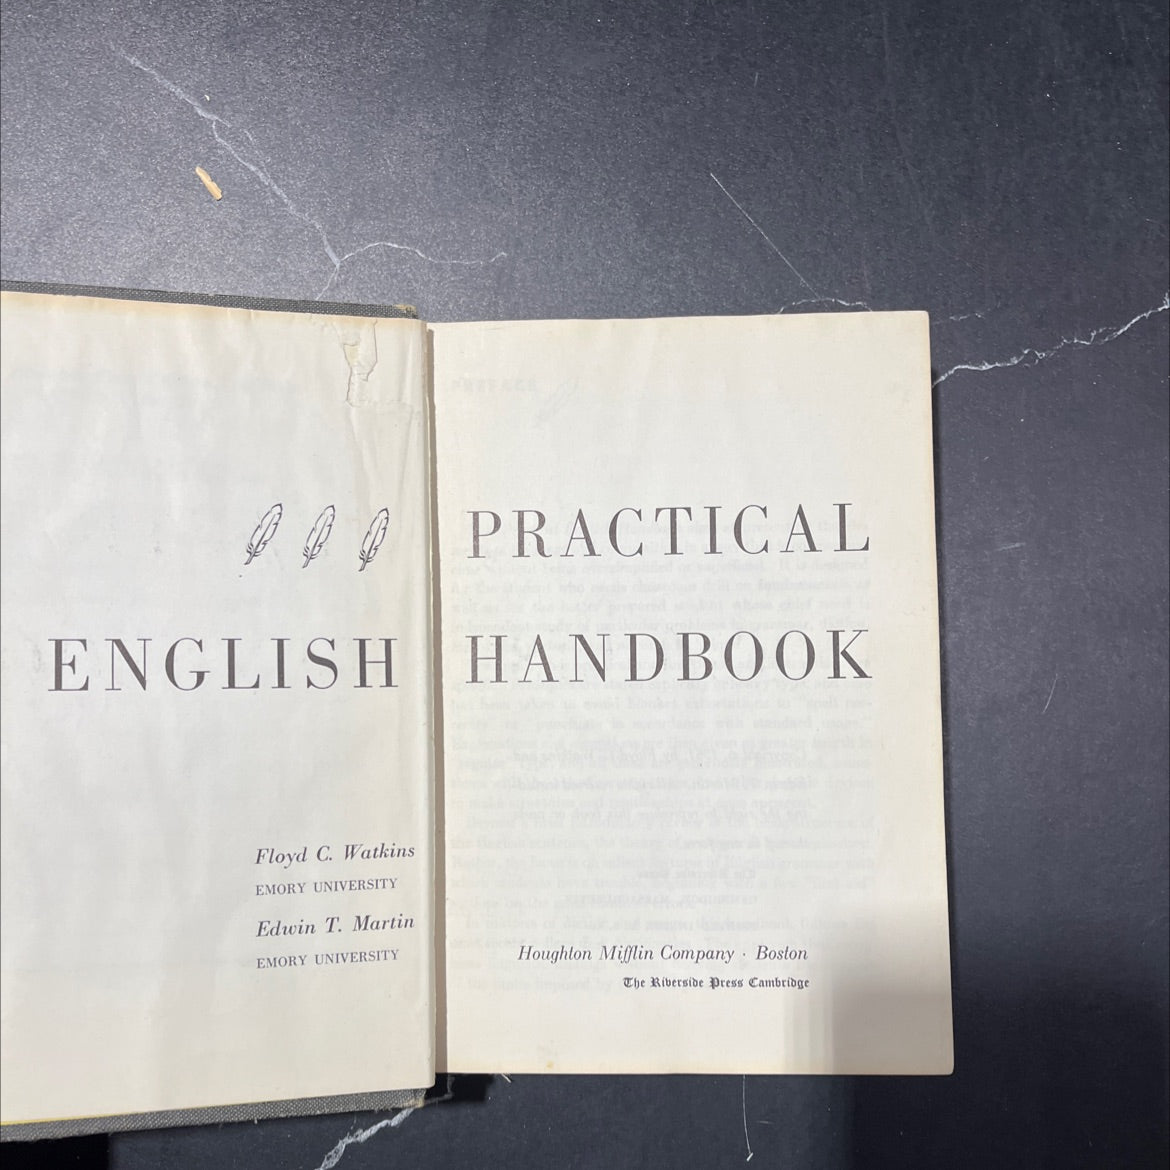 PRACTICAL
ENGLISH HANDBOOK
Floyd C. Watkins
EMORY UNIVERSITY
Edwin T. Martin
EMORY UNIVERSITY
Houghton Mifflin Company · Boston
The Riverside Press Cambridge